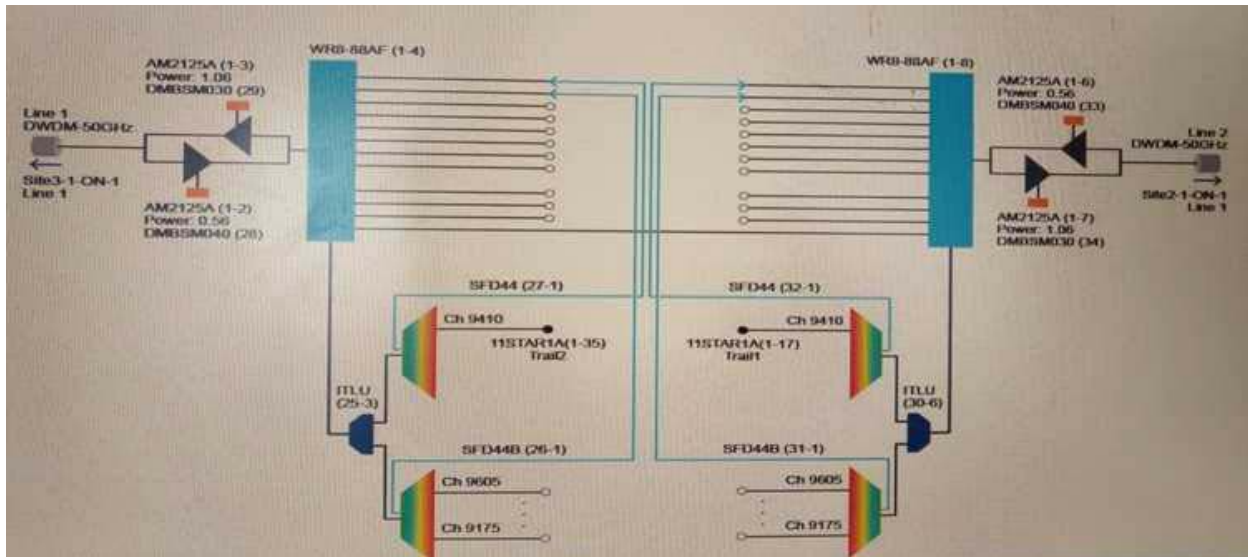 WR8-88AF (1-4)
AM2125A (1-3)
Power: 1.06
DMBSM030 (29)
Line 1
DWDM-50GHz
Site3-1-ON-1
Line 1
AM2125A (1-2)
Power: 0.56
DMBSM040 (28)
WR8-88AF (1-8)
AM2125A (1-6)
Power: 0.56
DMBSM040 (33)
Line 2
DWDM-50GHz
Site2-1-ON-1
Line 1
AM2125A (1-7)
Power: 1.06
DMBSM030 (34)
SFD44 (27-1)
Ch 9410
11STAR1A(1-35)
Trail2
ITLU
(25-3)
SFD44B (26-1)
Ch 9605
Ch 9175
SFD44 (32-1)
Ch 9410
11STAR1A(1-17)
Trail1
ITLU
(30-6)
SFD44B (31-1)
Ch 9605
Ch 9175